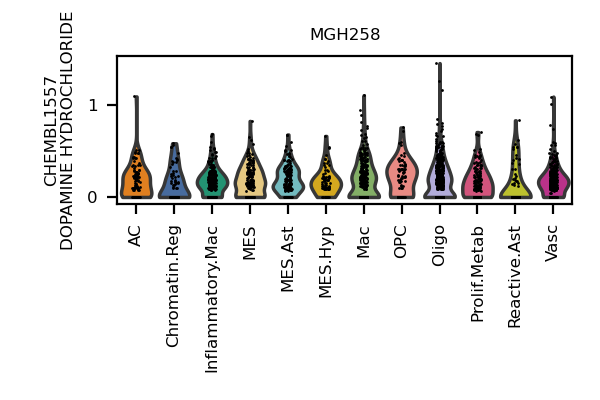 MGH258
CHEMBL1557
DOPAMINE HYDROCHLORIDE
1
0
AC
Chromatin.Reg
Inflammatory.Mac
MES
MES.Ast
MES.Hyp
Mac
OPC
Oligo
Prolif.Metab
Reactive.Ast
Vasc